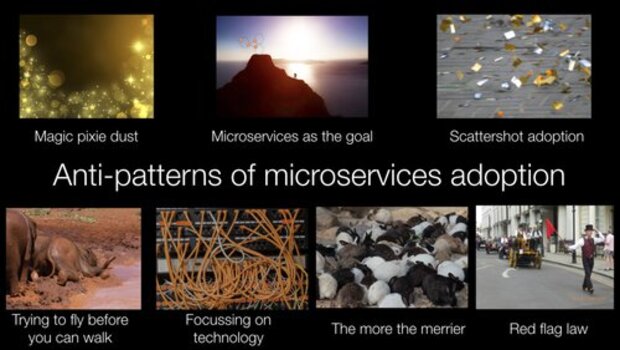 Magic pixie dust
Microservices as the goal
Scattershot adoption
Anti-patterns of microservices adoption
Trying to fly before
you can walk
Focussing on
technology
The more the merrier
Red flag law